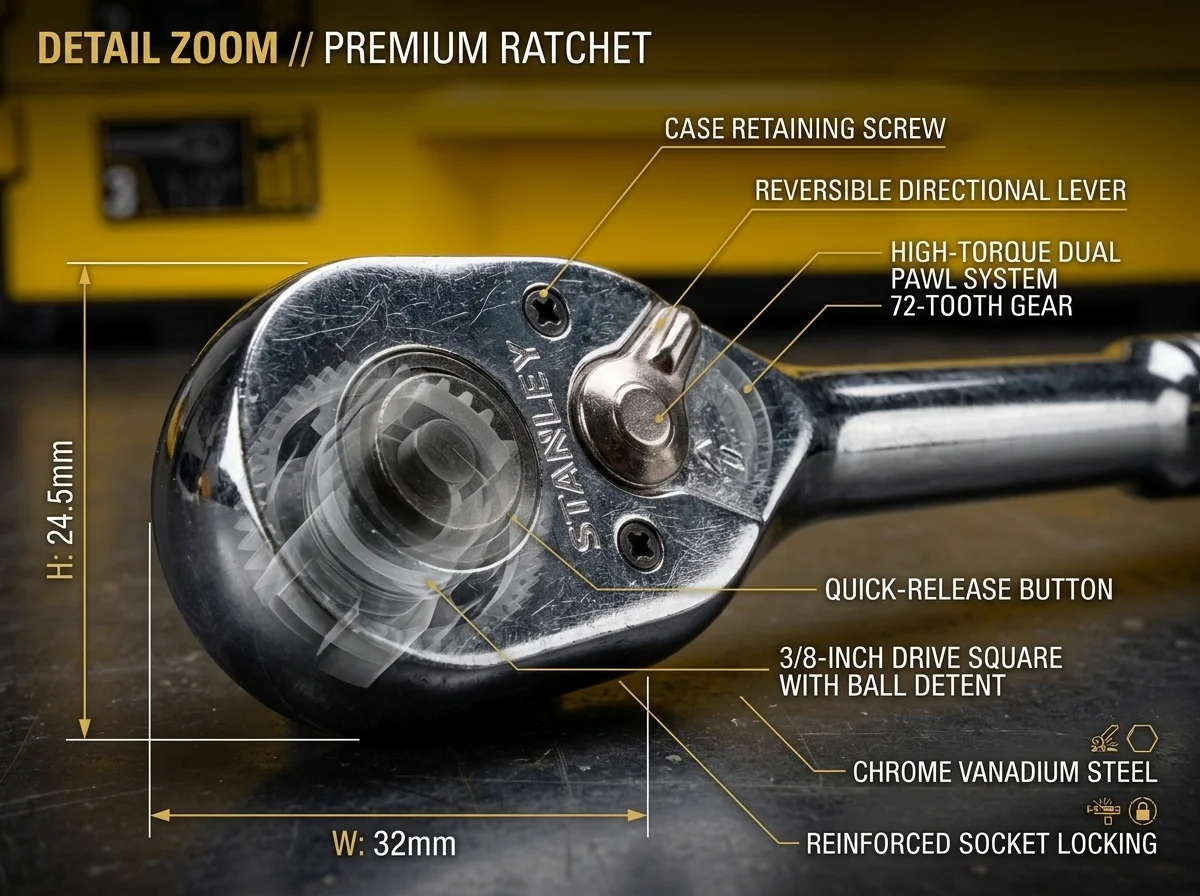 DETAIL ZOOM // PREMIUM RATCHET
CASE RETAINING SCREW
REVERSIBLE DIRECTIONAL LEVER
HIGH-TORQUE DUAL
PAWL SYSTEM
72-TOOTH GEAR
3
STANLEY
H: 24.5mm
QUICK-RELEASE BUTTON
3/8-INCH DRIVE SQUARE
WITH BALL DETENT
CHROME VANADIUM STEEL
W: 32mm
REINFORCED SOCKET LOCKING